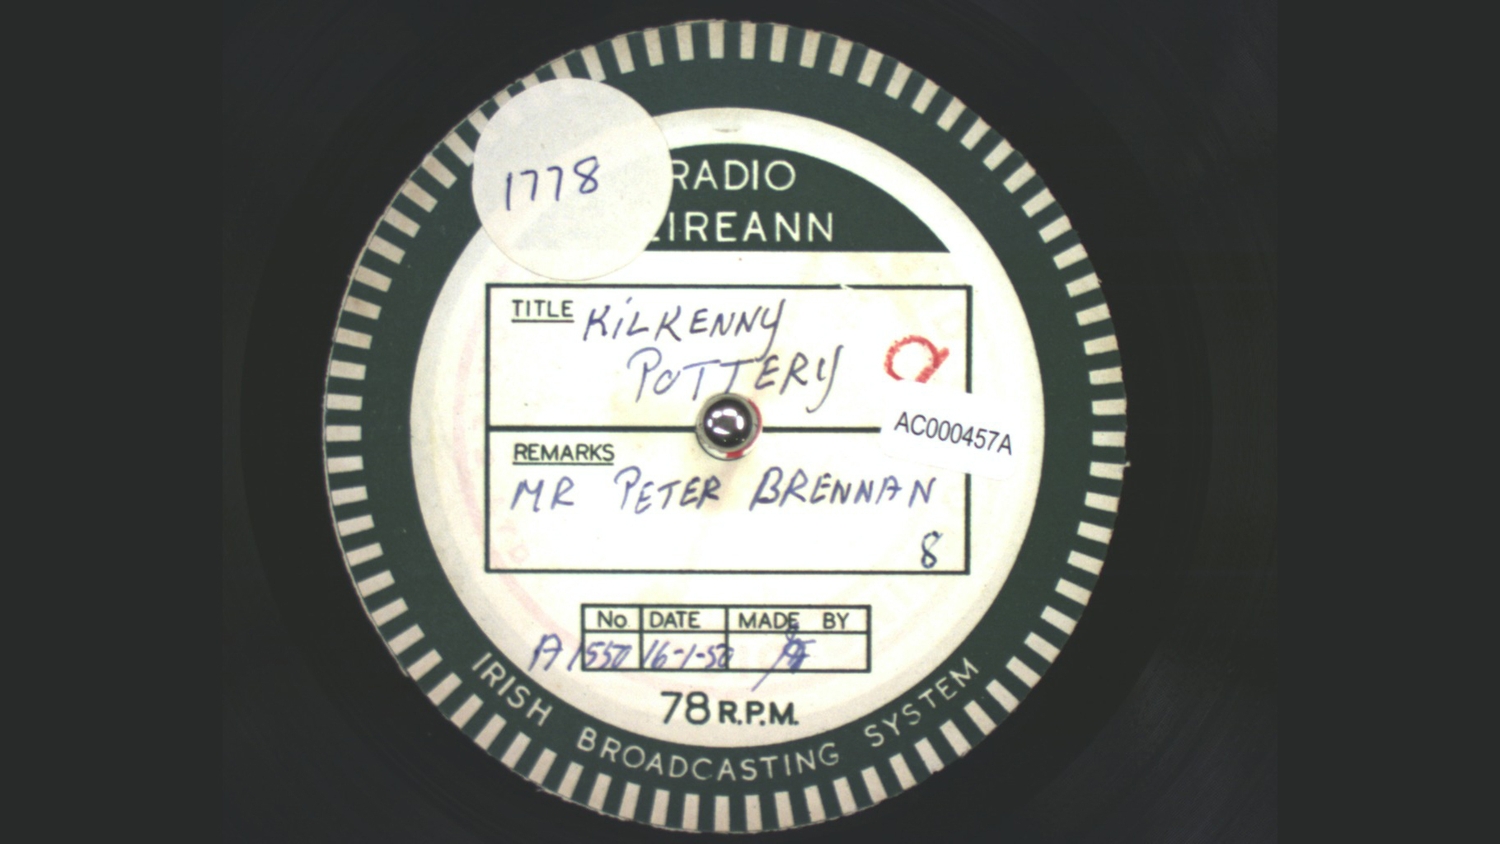 1778
RADIO
EIREANN
TITLE KiLKENNY
POTTERY
AC000457A
REMARKS
MR PETER BRENNAN
8
No DATE MADE BY
A1550 16-1-50
78 R.P.M.
IRISH BROADCASTING SYSTEM